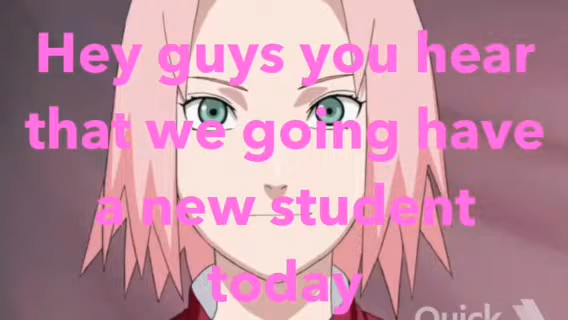 Hey guys you hear
that we going have
a new student
today
Quick